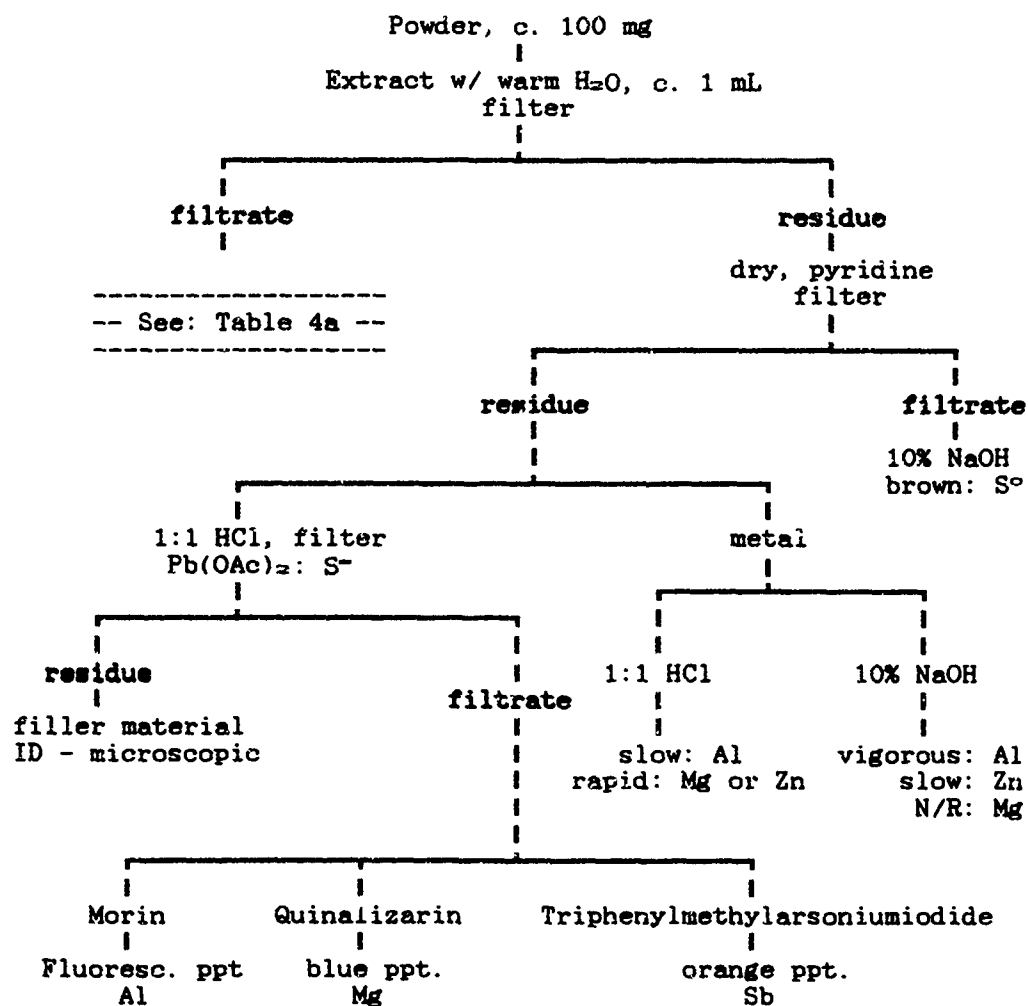 Powder, c. 100 mg
Extract w/ warm H₂O, c. 1 mL
filter
filtrate
residue
dry, pyridine
filter
-- See: Table 4a --
residue
filtrate
10% NaOH
brown: S°
1:1 HCl, filter
Pb(OAc)₂: S⁻
metal
residue
filler material
ID - microscopic
filtrate
1:1 HCl
10% NaOH
slow: Al
rapid: Mg or Zn
vigorous: Al
slow: Zn
N/R: Mg
Morin
Quinalizarin
Triphenylmethylarsoniumiodide
Fluoresc. ppt
Al
blue ppt.
Mg
orange ppt.
Sb